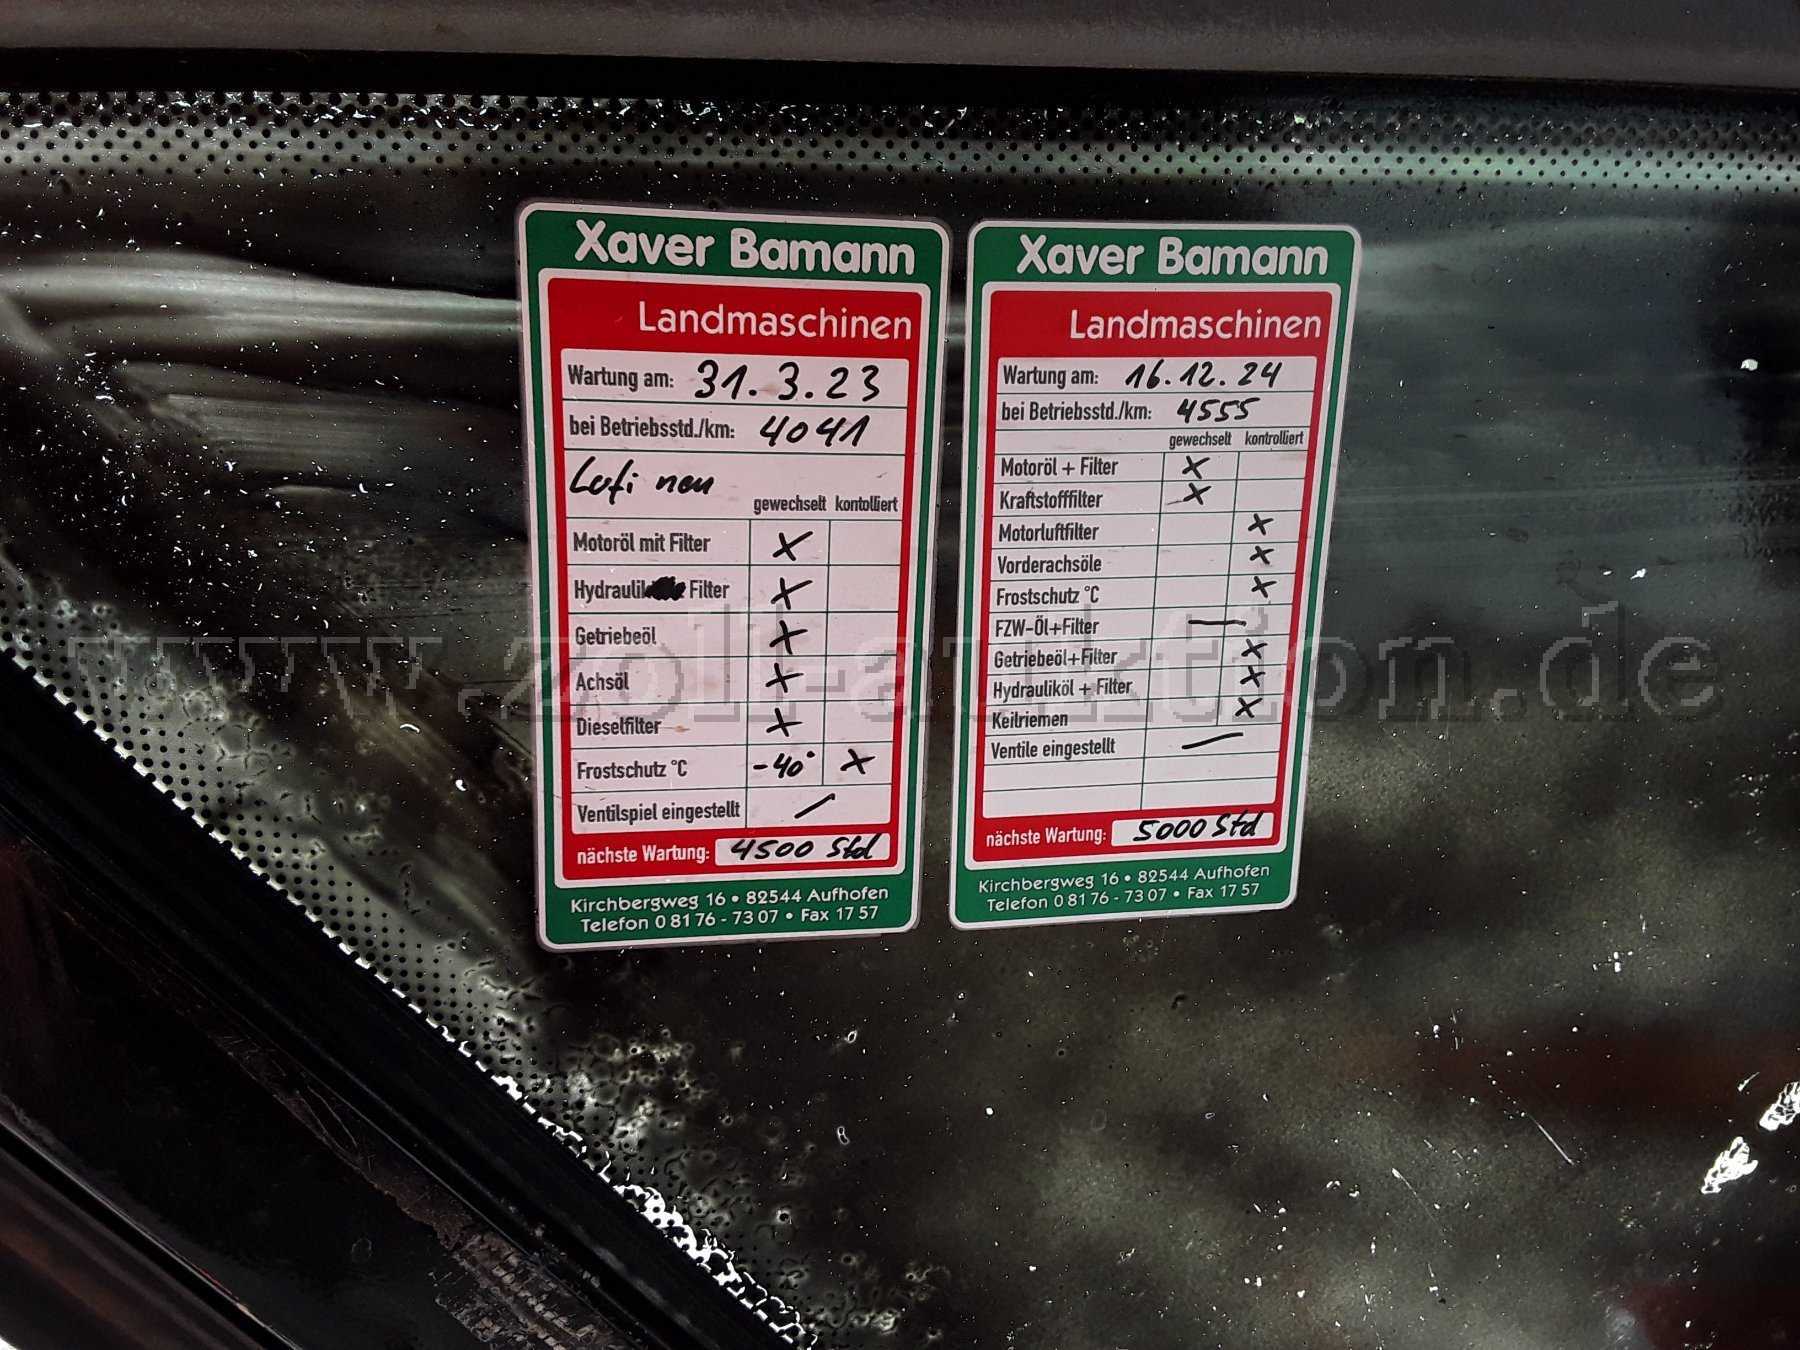 Xaver Bamann
Landmaschinen
Wartung am: 31.3.23
bei Betriebsstd./km: 4041
Lufi neu
gewechselt kontolliert
Motoröl mit Filter X
Hydraulik Filter X
Getriebeöl X
Achsöl X
Dieselfilter X
Frostschutz °C -40° X
Ventilspiel eingestellt /
nächste Wartung: 4500 Std
Kirchbergweg 16 • 82544 Aufhofen
Telefon 0 81 76 - 73 07 • Fax 17 57
Xaver Bamann
Landmaschinen
Wartung am: 16.12.24
bei Betriebsstd./km: 4555
gewechselt kontrolliert
Motoröl + Filter X
Kraftstofffilter X
Motorluftfilter X
Vorderachsöle X
Frostschutz °C X
FZW-Öl+Filter —
Getriebeöl+Filter X
Hydrauliköl + Filter X
Keilriemen X
Ventile eingestellt —
nächste Wartung: 5000 Std
Kirchbergweg 16 • 82544 Aufhofen
Telefon 0 81 76 - 73 07 • Fax 17 57
www.zoll-auktion.de